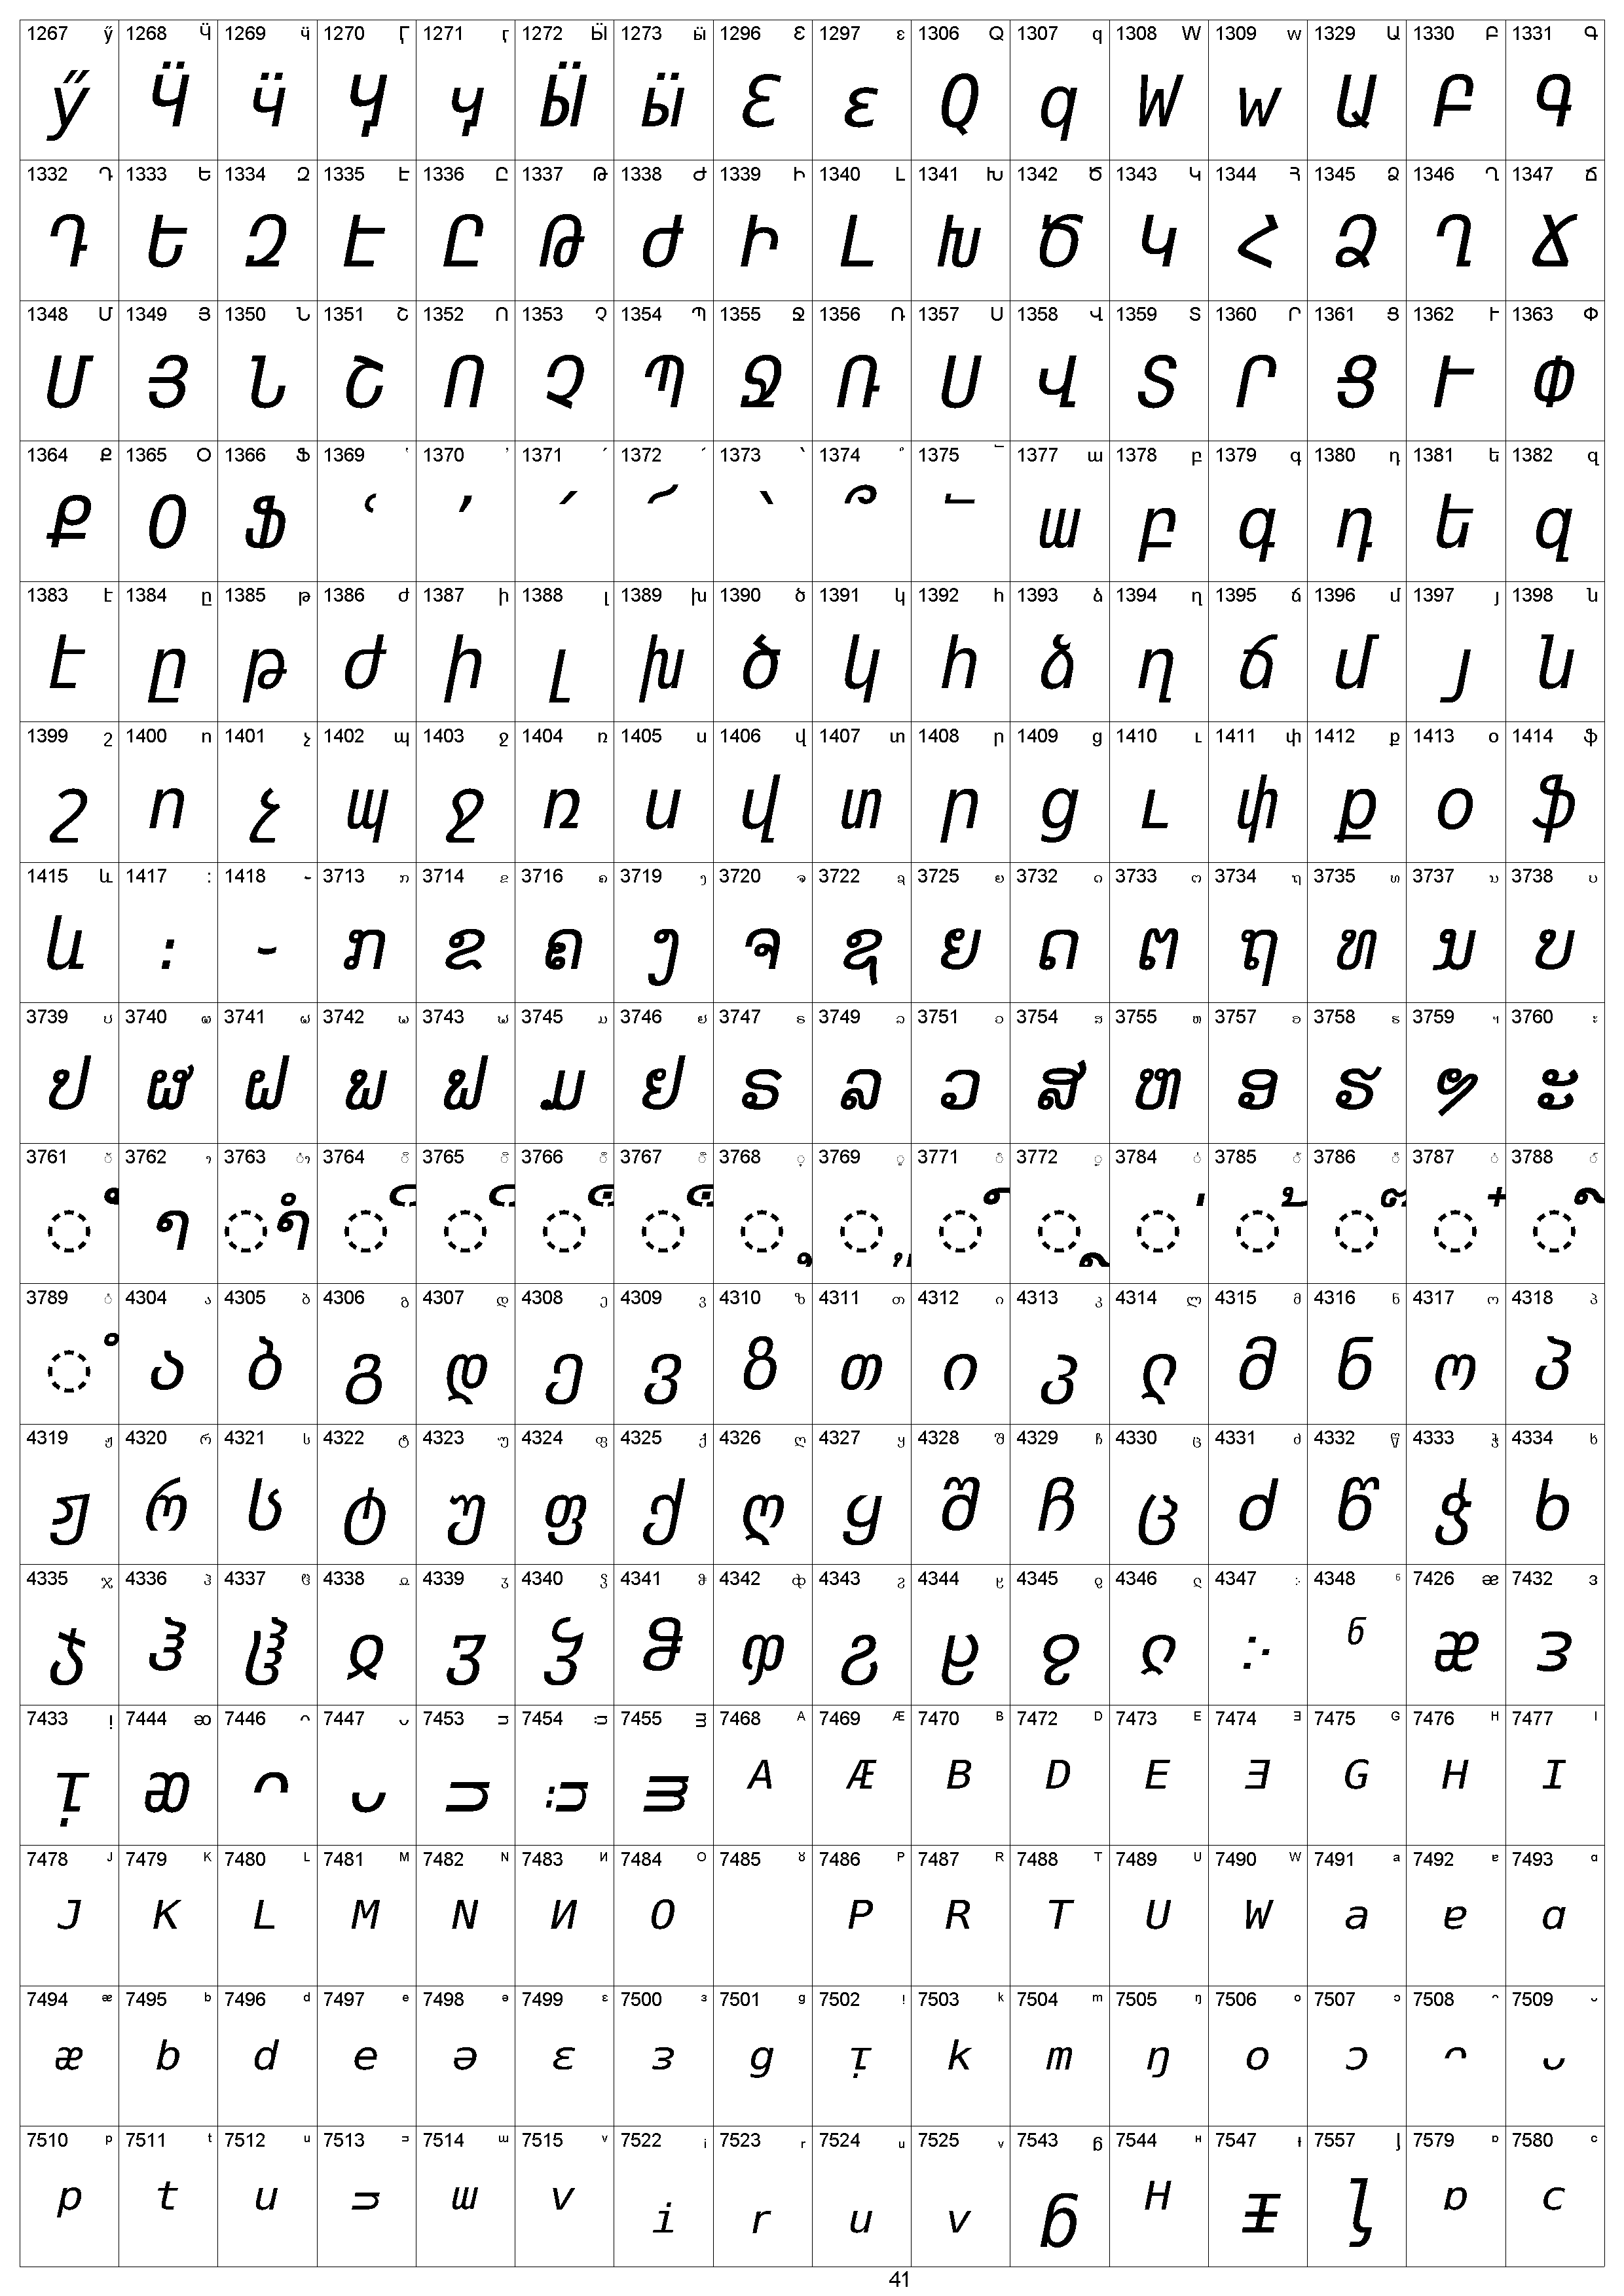 1267 ӳ 1268 Ӵ 1269 ӵ 1270 Ӷ 1271 ӷ 1272 Ӹ 1273 ӹ 1296 Ԑ 1297 ԑ 1306 Ԛ 1307 ԛ 1308 Ԝ 1309 ԝ 1329 Ա 1330 Բ 1331 Գ
ӳ Ӵ ӵ Ӌ ӌ Ӹ ӹ Ԑ ԑ Ԛ ԛ Ԝ ԝ Ա Բ Գ
1332 Դ 1333 Ե 1334 Զ 1335 Է 1336 Ը 1337 Թ 1338 Ժ 1339 Ի 1340 Լ 1341 Խ 1342 Ծ 1343 Կ 1344 Հ 1345 Ձ 1346 Ղ 1347 Ճ
Դ Ե Զ Է Ը Թ Ժ Ի Լ Խ Ծ Կ Հ Ձ Ղ Ճ
1348 Մ 1349 Յ 1350 Ն 1351 Շ 1352 Ո 1353 Չ 1354 Պ 1355 Ջ 1356 Ռ 1357 Ս 1358 Վ 1359 Տ 1360 Ր 1361 Ց 1362 Ւ 1363 Փ
Մ Յ Ն Շ Ո Չ Պ Ջ Ռ Ս Վ Տ Ր Ց Ւ Փ
1364 Ք 1365 Օ 1366 Ֆ 1369 ՙ 1370 ՚ 1371 ՛ 1372 ՜ 1373 ՝ 1374 ՞ 1375 ՟ 1377 ա 1378 բ 1379 գ 1380 դ 1381 ե 1382 զ
Ք Օ Ֆ ՙ ՚ ՛ ՜ ՝ ՞ ՟ ա բ գ դ ե զ
1383 է 1384 ը 1385 թ 1386 ժ 1387 ի 1388 լ 1389 խ 1390 ծ 1391 կ 1392 հ 1393 ձ 1394 ղ 1395 ճ 1396 մ 1397 յ 1398 ն
է ը թ ժ ի լ խ ծ կ հ ձ ղ ճ մ յ ն
1399 շ 1400 ո 1401 չ 1402 պ 1403 ջ 1404 ռ 1405 ս 1406 վ 1407 տ 1408 ր 1409 ց 1410 ւ 1411 փ 1412 ք 1413 օ 1414 ֆ
շ ո չ պ ջ ռ ս վ տ ր ց ւ փ ք օ ֆ
1415 և 1417 ։ 1418 ֊ 3713 ກ 3714 ຂ 3716 ຄ 3719 ງ 3720 ຈ 3722 ຊ 3725 ຍ 3732 ດ 3733 ຕ 3734 ຖ 3735 ທ 3737 ນ 3738 ບ
և ։ ֊ ກ ຂ ຄ ງ ຈ ຊ ຍ ດ ຕ ຖ ທ ນ ບ
3739 ປ 3740 ຜ 3741 ຝ 3742 ພ 3743 ຟ 3745 ມ 3746 ຢ 3747 ຣ 3749 ລ 3751 ວ 3754 ສ 3755 ຫ 3757 ອ 3758 ຮ 3759 ຯ 3760 ະ
ປ ຜ ຝ ພ ຟ ມ ຢ ຣ ລ ວ ສ ຫ ອ ຮ ຯ ະ
3761 ◌ັ 3762 າ 3763 ◌ຳ 3764 ◌ິ 3765 ◌ີ 3766 ◌ຶ 3767 ◌ື 3768 ◌ຸ 3769 ◌ູ 3771 ◌ົ 3772 ◌ຼ 3784 ◌່ 3785 ◌້ 3786 ◌໊ 3787 ◌໋ 3788 ◌໌
◌ັ າ ◌ຳ ◌ິ ◌ີ ◌ຶ ◌ື ◌ຸ ◌ູ ◌ົ ◌ຼ ◌່ ◌້ ◌໊ ◌໋ ◌໌
3789 ◌ໍ 4304 ა 4305 ბ 4306 გ 4307 დ 4308 ე 4309 ვ 4310 ზ 4311 თ 4312 ი 4313 კ 4314 ლ 4315 მ 4316 ნ 4317 ო 4318 პ
◌ໍ ა ბ გ დ ე ვ ზ თ ი კ ლ მ ნ ო პ
4319 ჟ 4320 რ 4321 ს 4322 ტ 4323 უ 4324 ფ 4325 ქ 4326 ღ 4327 ყ 4328 შ 4329 ჩ 4330 ც 4331 ძ 4332 წ 4333 ჭ 4334 ხ
ჟ რ ს ტ უ ფ ქ ღ ყ შ ჩ ც ძ წ ჭ ხ
4335 ჯ 4336 ჰ 4337 ჱ 4338 ჲ 4339 ჳ 4340 ჴ 4341 ჵ 4342 ჶ 4343 ჷ 4344 ჸ 4345 ჹ 4346 ჺ 4347 ჻ 4348 ჼ 7426 ᴂ 7432 ᴈ
ჯ ჰ ჱ ჲ ჳ ჴ ჵ ჶ ჷ ჸ ჹ ჺ ჻ ჼ ᴂ ᴈ
7433 ᴉ 7444 ᴔ 7446 ᴖ 7447 ᴗ 7453 ᴝ 7454 ᴞ 7455 ᴟ 7468 ᴬ 7469 ᴭ 7470 ᴮ 7472 ᴰ 7473 ᴱ 7474 ᴲ 7475 ᴳ 7476 ᴴ 7477 ᴵ
ᴉ ᴔ ᴖ ᴗ ᴝ ᴞ ᴟ ᴬ ᴭ ᴮ ᴰ ᴱ ᴲ ᴳ ᴴ ᴵ
7478 ᴶ 7479 ᴷ 7480 ᴸ 7481 ᴹ 7482 ᴺ 7483 ᴻ 7484 ᴼ 7485 ᴽ 7486 ᴾ 7487 ᴿ 7488 ᵀ 7489 ᵁ 7490 ᵂ 7491 ᵃ 7492 ᵄ 7493 ᵅ
ᴶ ᴷ ᴸ ᴹ ᴺ ᴻ ᴼ ᴾ ᴿ ᵀ ᵁ ᵂ ᵃ ᵄ ᵅ
7494 ᵆ 7495 ᵇ 7496 ᵈ 7497 ᵉ 7498 ᵊ 7499 ᵋ 7500 ᵌ 7501 ᵍ 7502 ᵎ 7503 ᵏ 7504 ᵐ 7505 ᵑ 7506 ᵒ 7507 ᵓ 7508 ᵔ 7509 ᵕ
ᵆ ᵇ ᵈ ᵉ ᵊ ᵋ ᵌ ᵍ ᵎ ᵏ ᵐ ᵑ ᵒ ᵓ ᵔ ᵕ
7510 ᵖ 7511 ᵗ 7512 ᵘ 7513 ᵙ 7514 ᵚ 7515 ᵛ 7522 ᵢ 7523 ᵣ 7524 ᵤ 7525 ᵥ 7543 ᵷ 7544 ᵸ 7547 ᵻ 7557 ᶅ 7579 ᶛ 7580 ᶜ
ᵖ ᵗ ᵘ ᵙ ᵚ ᵛ ᵢ ᵣ ᵤ ᵥ ᵷ ᵸ ᵻ ᶅ ᶛ ᶜ
41